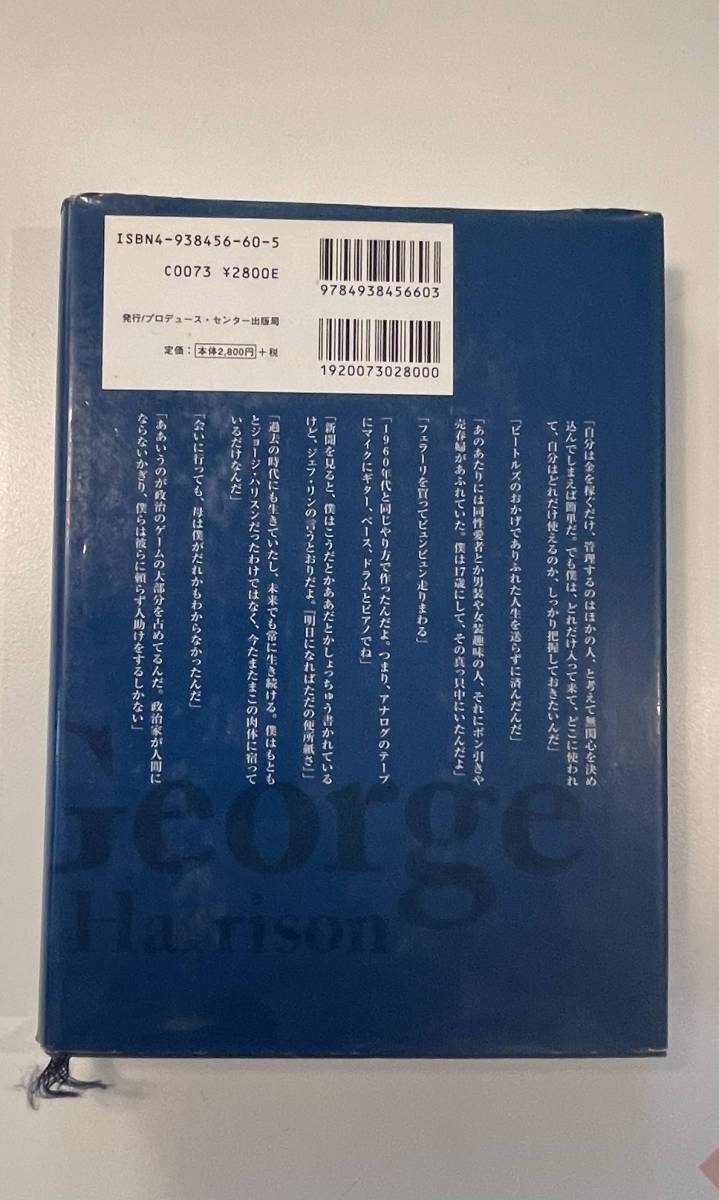 ISBN4-938456-60-5
C0073 ¥2800E
発行/プロデュース・センター出版局
定価：本体2,800円+税
9784938456603
1920073028000
「自分は金を稼ぐだけ、管理するのはほかの人、と考えて無関心を決め
込んでしまえば簡単だ。でも僕は、どれだけ入って来て、どこに使われ
て、自分はどれだけ使えるのか、しっかり把握しておきたいんだ」
「ビートルズのおかげでありふれた人生を送らずに済んだんだ」
「あのあたりには同性愛者とか男装や女装趣味の人、それにポン引きや
売春婦があふれていた。僕は17歳にして、その真っ只中にいたんだよ」
「フェラーリを買ってビュンビュン走りまわる」
「1960年代と同じやり方で作ったんだよ。つまり、アナログのテープ
にマイクにギター、ベース、ドラムとピアノでね」
「新聞を見ると、僕はこうだとかああだとかしょっちゅう書かれている
けど、ジェフ・リンの言うとおりだよ。『明日になればただの便所紙さ』」
「過去の時代にも生きていたし、未来でも常に生き続ける。僕はもとも
とジョージ・ハリスンだったわけではなく、今たまたまこの肉体に宿って
いるだけなんだ」
「会いに行っても、母は僕がだれかもわからなかったんだ」
「ああいうのが政治のゲームの大部分を占めてるんだ。政治家が人間に
ならないかぎり、僕らは彼らに頼らず人助けをするしかない」
George
Harrison